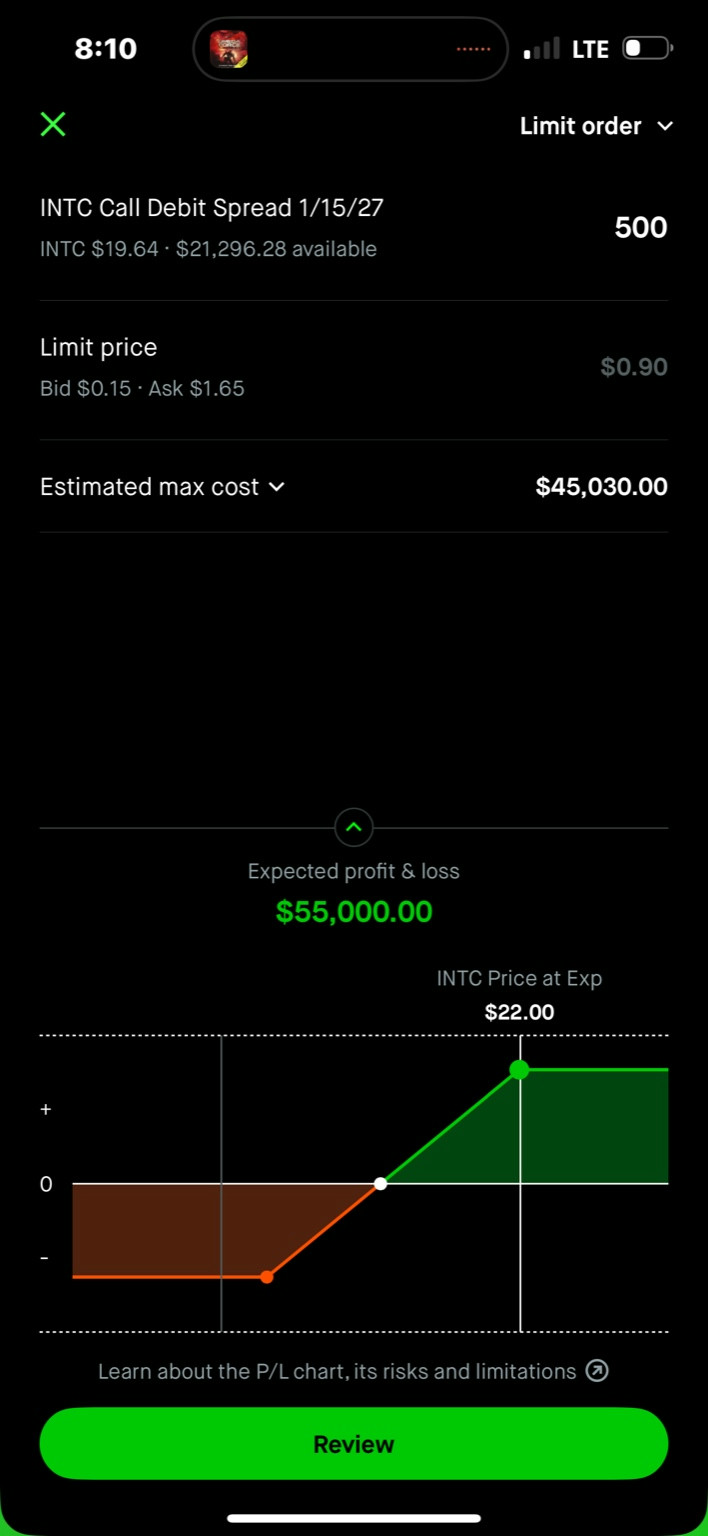 8:10
LTE
Limit order
INTC Call Debit Spread 1/15/27
500
INTC $19.64 · $21,296.28 available
Limit price
$0.90
Bid $0.15 · Ask $1.65
Estimated max cost
$45,030.00
Expected profit & loss
$55,000.00
INTC Price at Exp
$22.00
+
0
-
Learn about the P/L chart, its risks and limitations
Review